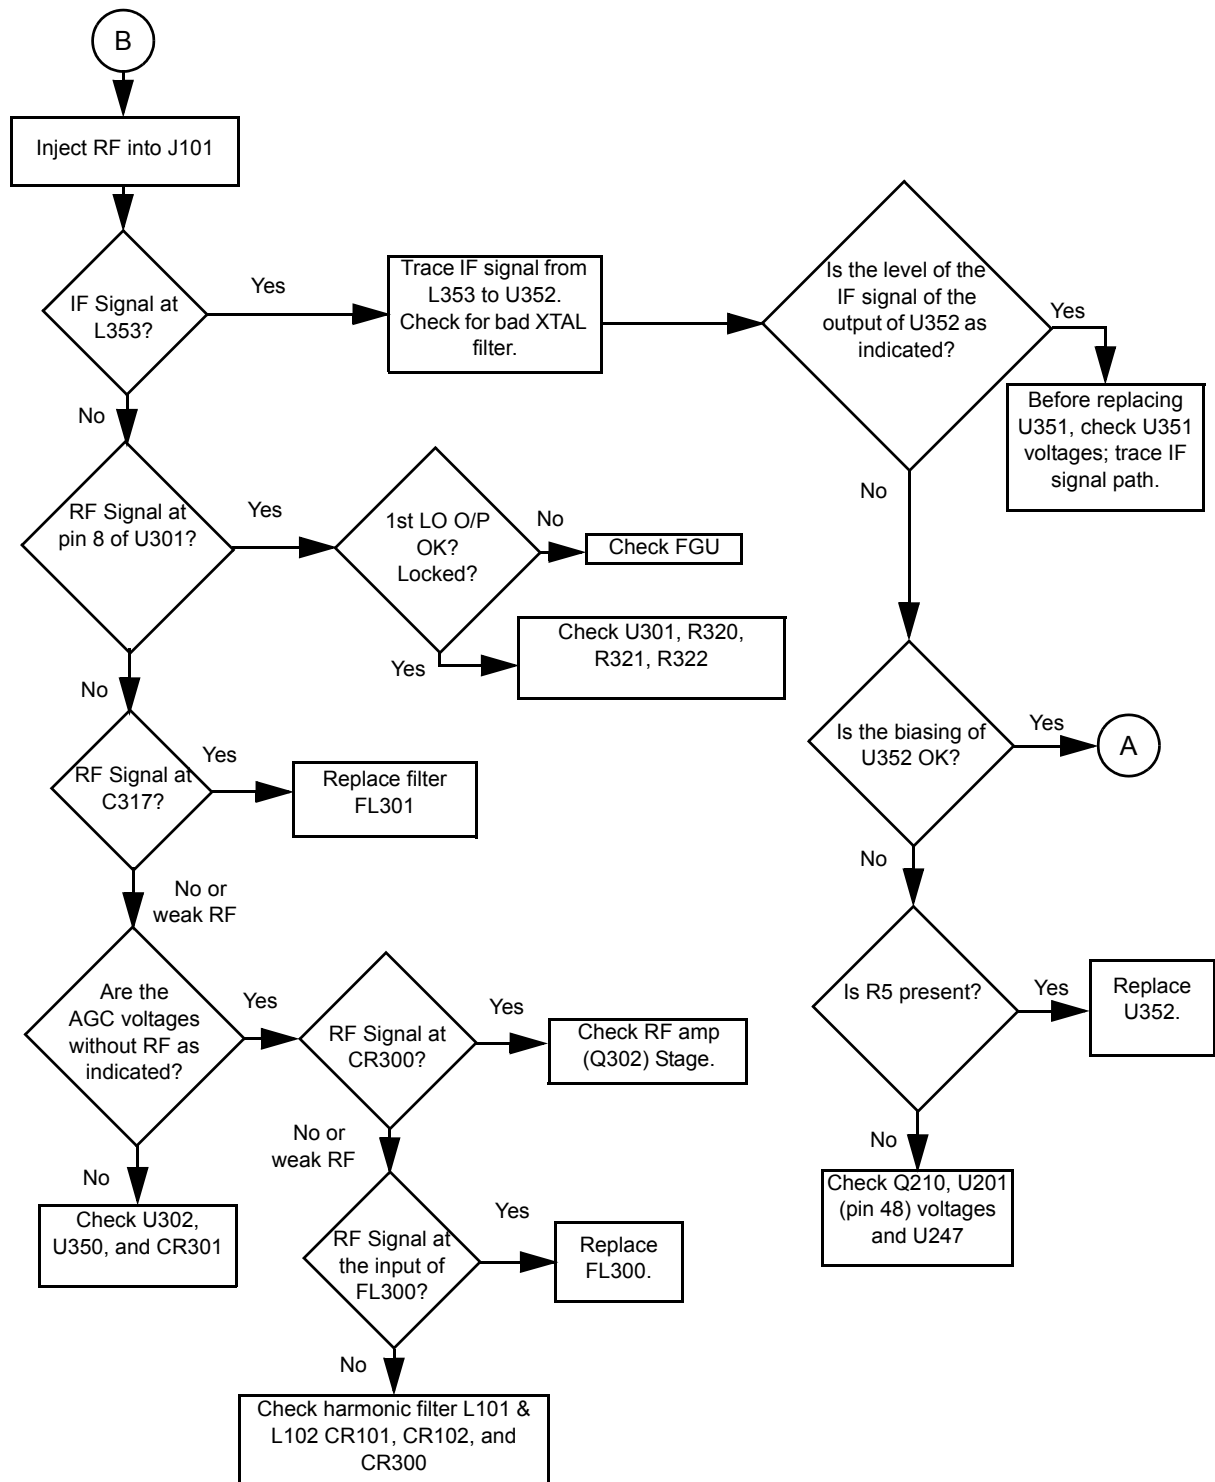 B
Inject RF into J101
IF Signal at
L353?
Yes
Trace IF signal from
L353 to U352.
Check for bad XTAL
filter.
Is the level of the
IF signal of the
output of U352 as
indicated?
Yes
Before replacing
U351, check U351
voltages; trace IF
signal path.
No
No
RF Signal at
pin 8 of U301?
Yes
1st LO O/P
OK?
Locked?
No
Check FGU
Yes
Check U301, R320,
R321, R322
No
RF Signal at
C317?
Yes
Replace filter
FL301
Is the biasing of
U352 OK?
Yes
A
No
No or
weak RF
Are the
AGC voltages
without RF as
indicated?
Yes
RF Signal at
CR300?
Yes
Check RF amp
(Q302) Stage.
Is R5 present?
Yes
Replace
U352.
No
Check Q210, U201
(pin 48) voltages
and U247
No
Check U302,
U350, and CR301
No or
weak RF
RF Signal at
the input of
FL300?
Yes
Replace
FL300.
No
Check harmonic filter L101 &
L102 CR101, CR102, and
CR300